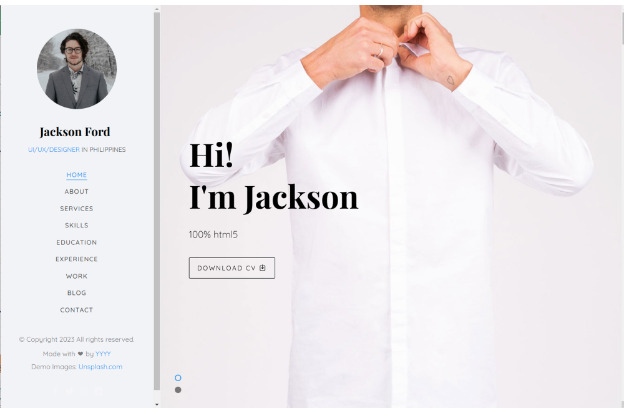 Jackson Ford
UI/UX/DESIGNER IN PHILIPPINES
HOME
ABOUT
SERVICES
SKILLS
EDUCATION
EXPERIENCE
WORK
BLOG
CONTACT
© Copyright 2023 All rights reserved.
Made with ❤ by YYYY
Demo Images: Unsplash.com
Hi!
I'm Jackson
100% html5
DOWNLOAD CV